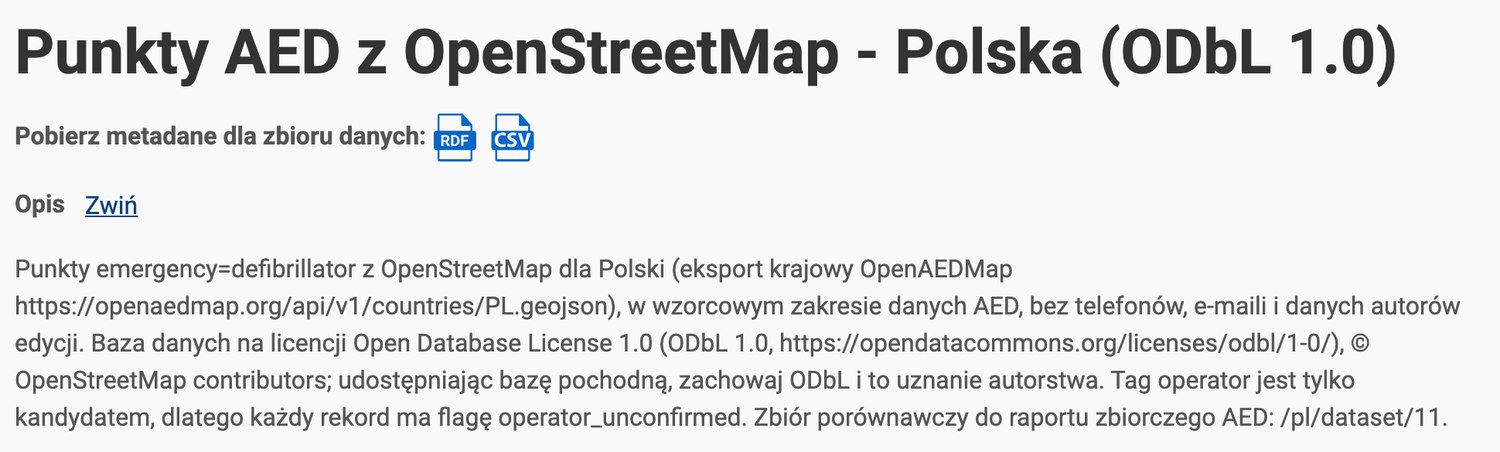 Punkty AED z OpenStreetMap - Polska (ODbL 1.0)
Pobierz metadane dla zbioru danych: RDF CSV
Opis Zwiń
Punkty emergency=defibrillator z OpenStreetMap dla Polski (eksport krajowy OpenAEDMap
https://openaedmap.org/api/v1/countries/PL.geojson), w wzorcowym zakresie danych AED, bez telefonów, e-maili i danych autorów
edycji. Baza danych na licencji Open Database License 1.0 (ODbL 1.0, https://opendatacommons.org/licenses/odbl/1-0/), ©
OpenStreetMap contributors; udostępniając bazę pochodną, zachowaj ODbL i to uznanie autorstwa. Tag operator jest tylko
kandydatem, dlatego każdy rekord ma flagę operator_unconfirmed. Zbiór porównawczy do raportu zbiorczego AED: /pl/dataset/11.